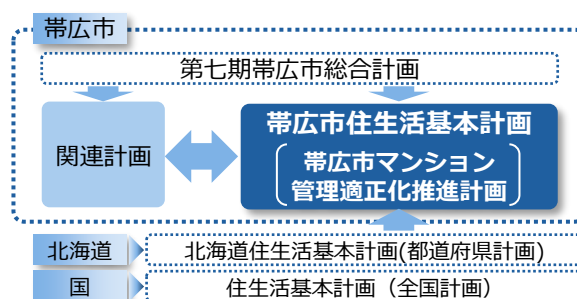 帯広市
第七期帯広市総合計画
関連計画
帯広市住生活基本計画
帯広市マンション
管理適正化推進計画
北海道
北海道住生活基本計画(都道府県計画)
国
住生活基本計画（全国計画）